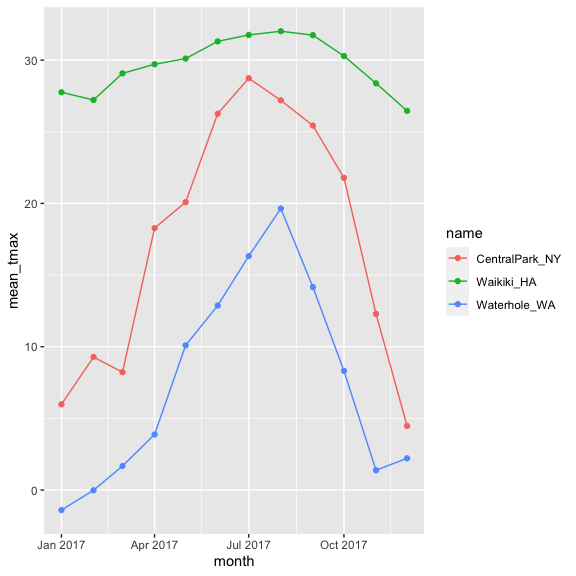 30
20
10
0
mean_tmax
Jan 2017 Apr 2017 Jul 2017 Oct 2017
month
name
CentralPark_NY
Waikiki_HA
Waterhole_WA